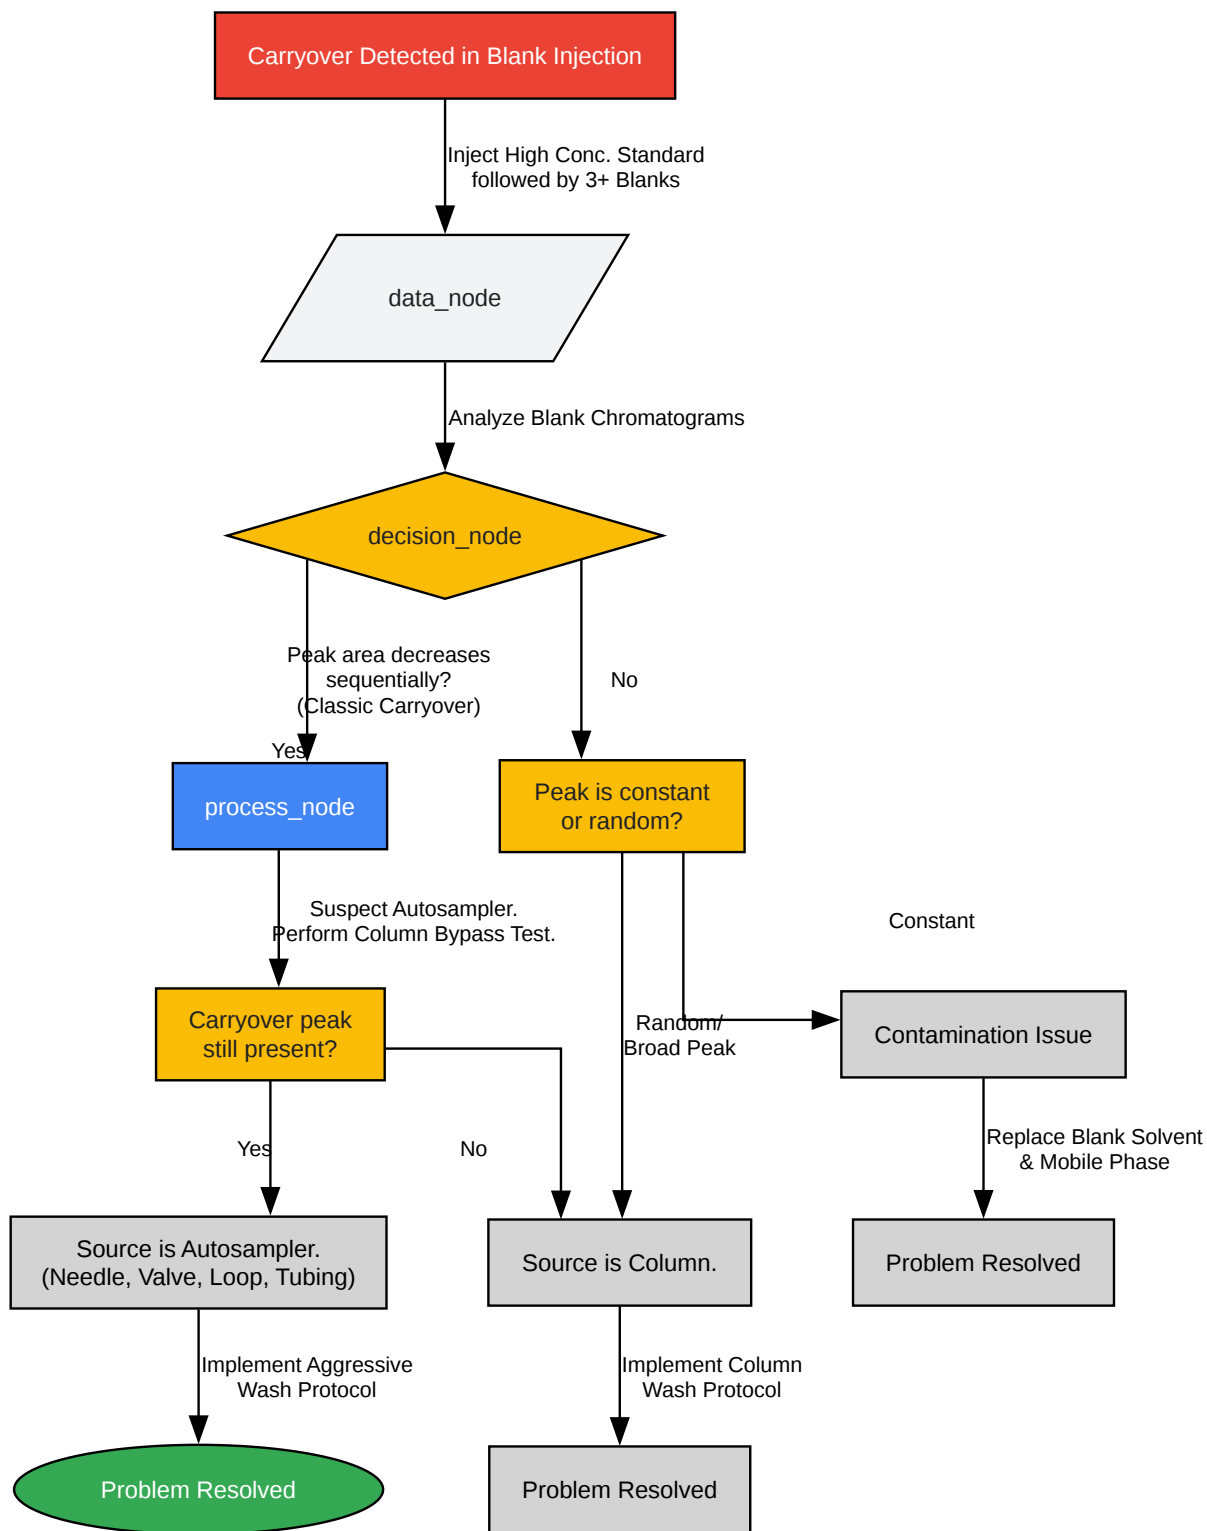 Carryover Detected in Blank Injection
Inject High Conc. Standard
followed by 3+ Blanks
data_node
Analyze Blank Chromatograms
decision_node
Peak area decreases
sequentially?
(Classic Carryover)
No
Yes
process_node
Peak is constant
or random?
Suspect Autosampler.
Perform Column Bypass Test.
Constant
Carryover peak
still present?
Random/
Broad Peak
Contamination Issue
Yes
No
Replace Blank Solvent
& Mobile Phase
Source is Autosampler.
(Needle, Valve, Loop, Tubing)
Source is Column.
Problem Resolved
Implement Aggressive
Wash Protocol
Implement Column
Wash Protocol
Problem Resolved
Problem Resolved